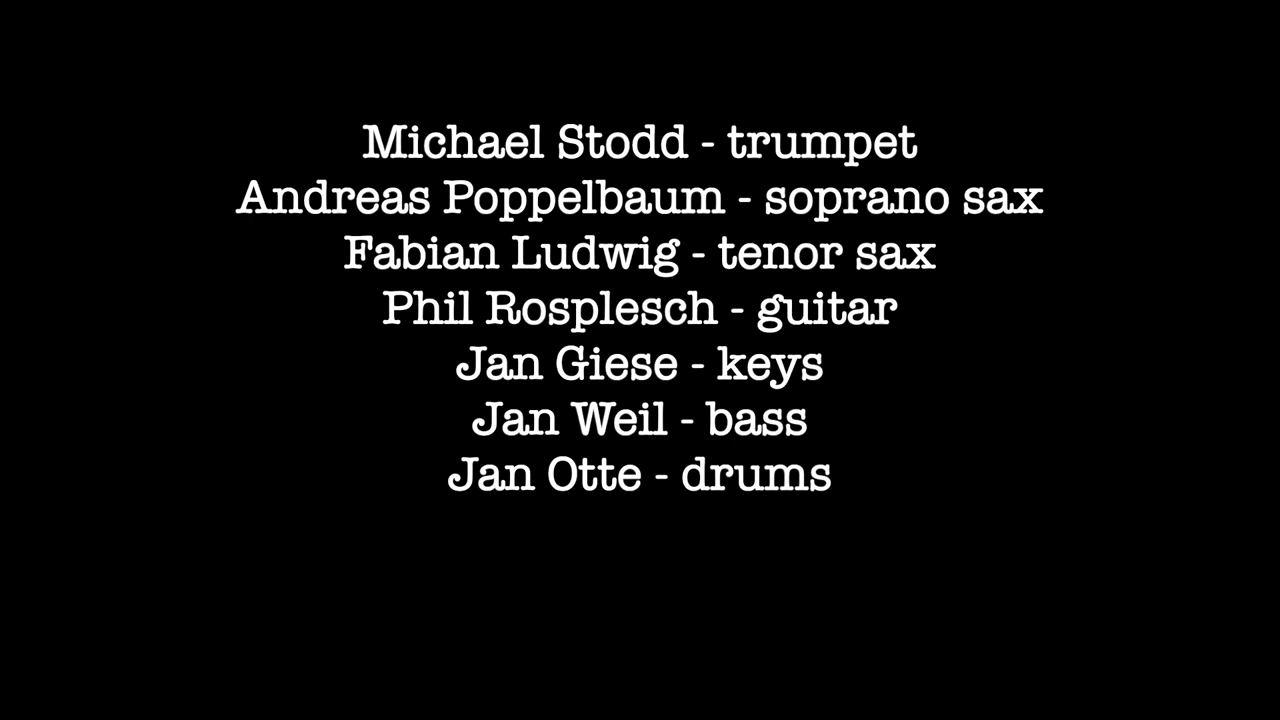 Michael Stodd - trumpet
Andreas Poppelbaum - soprano sax
Fabian Ludwig - tenor sax
Phil Rosplesch - guitar
Jan Giese - keys
Jan Weil - bass
Jan Otte - drums